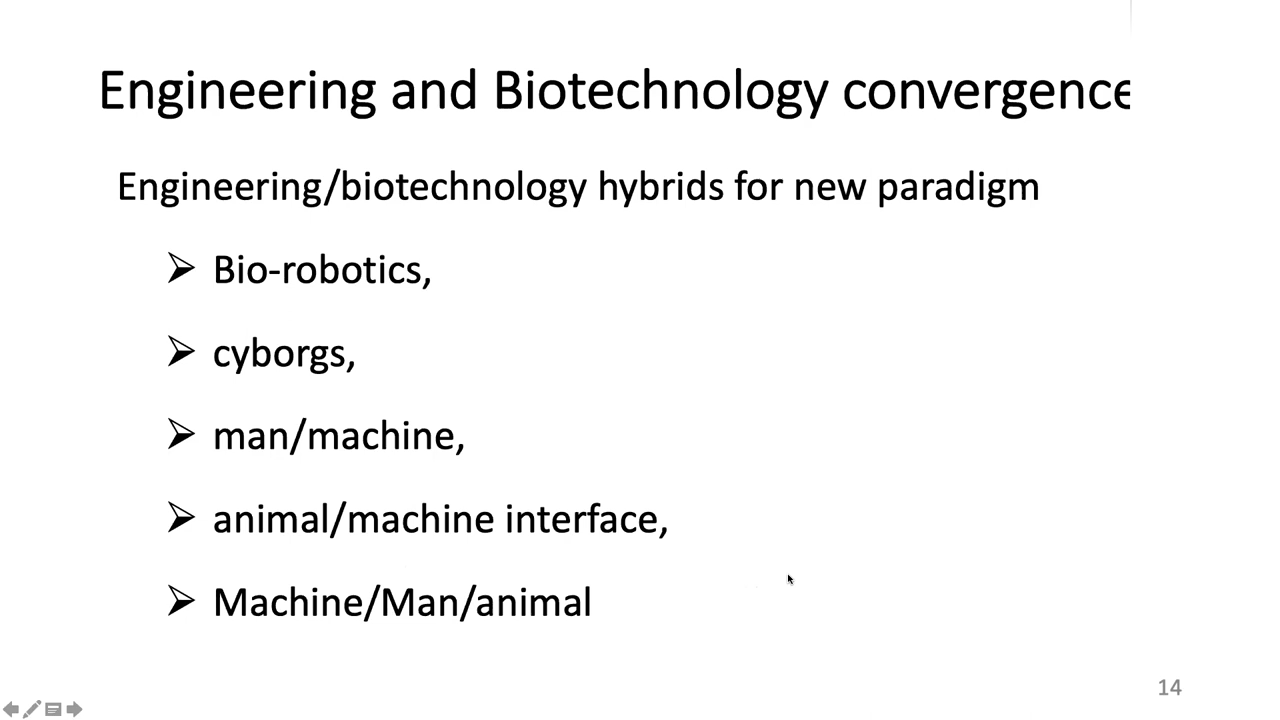 Engineering and Biotechnology convergence
Engineering/biotechnology hybrids for new paradigm
Bio-robotics,
cyborgs,
man/machine,
animal/machine interface,
Machine/Man/animal
14